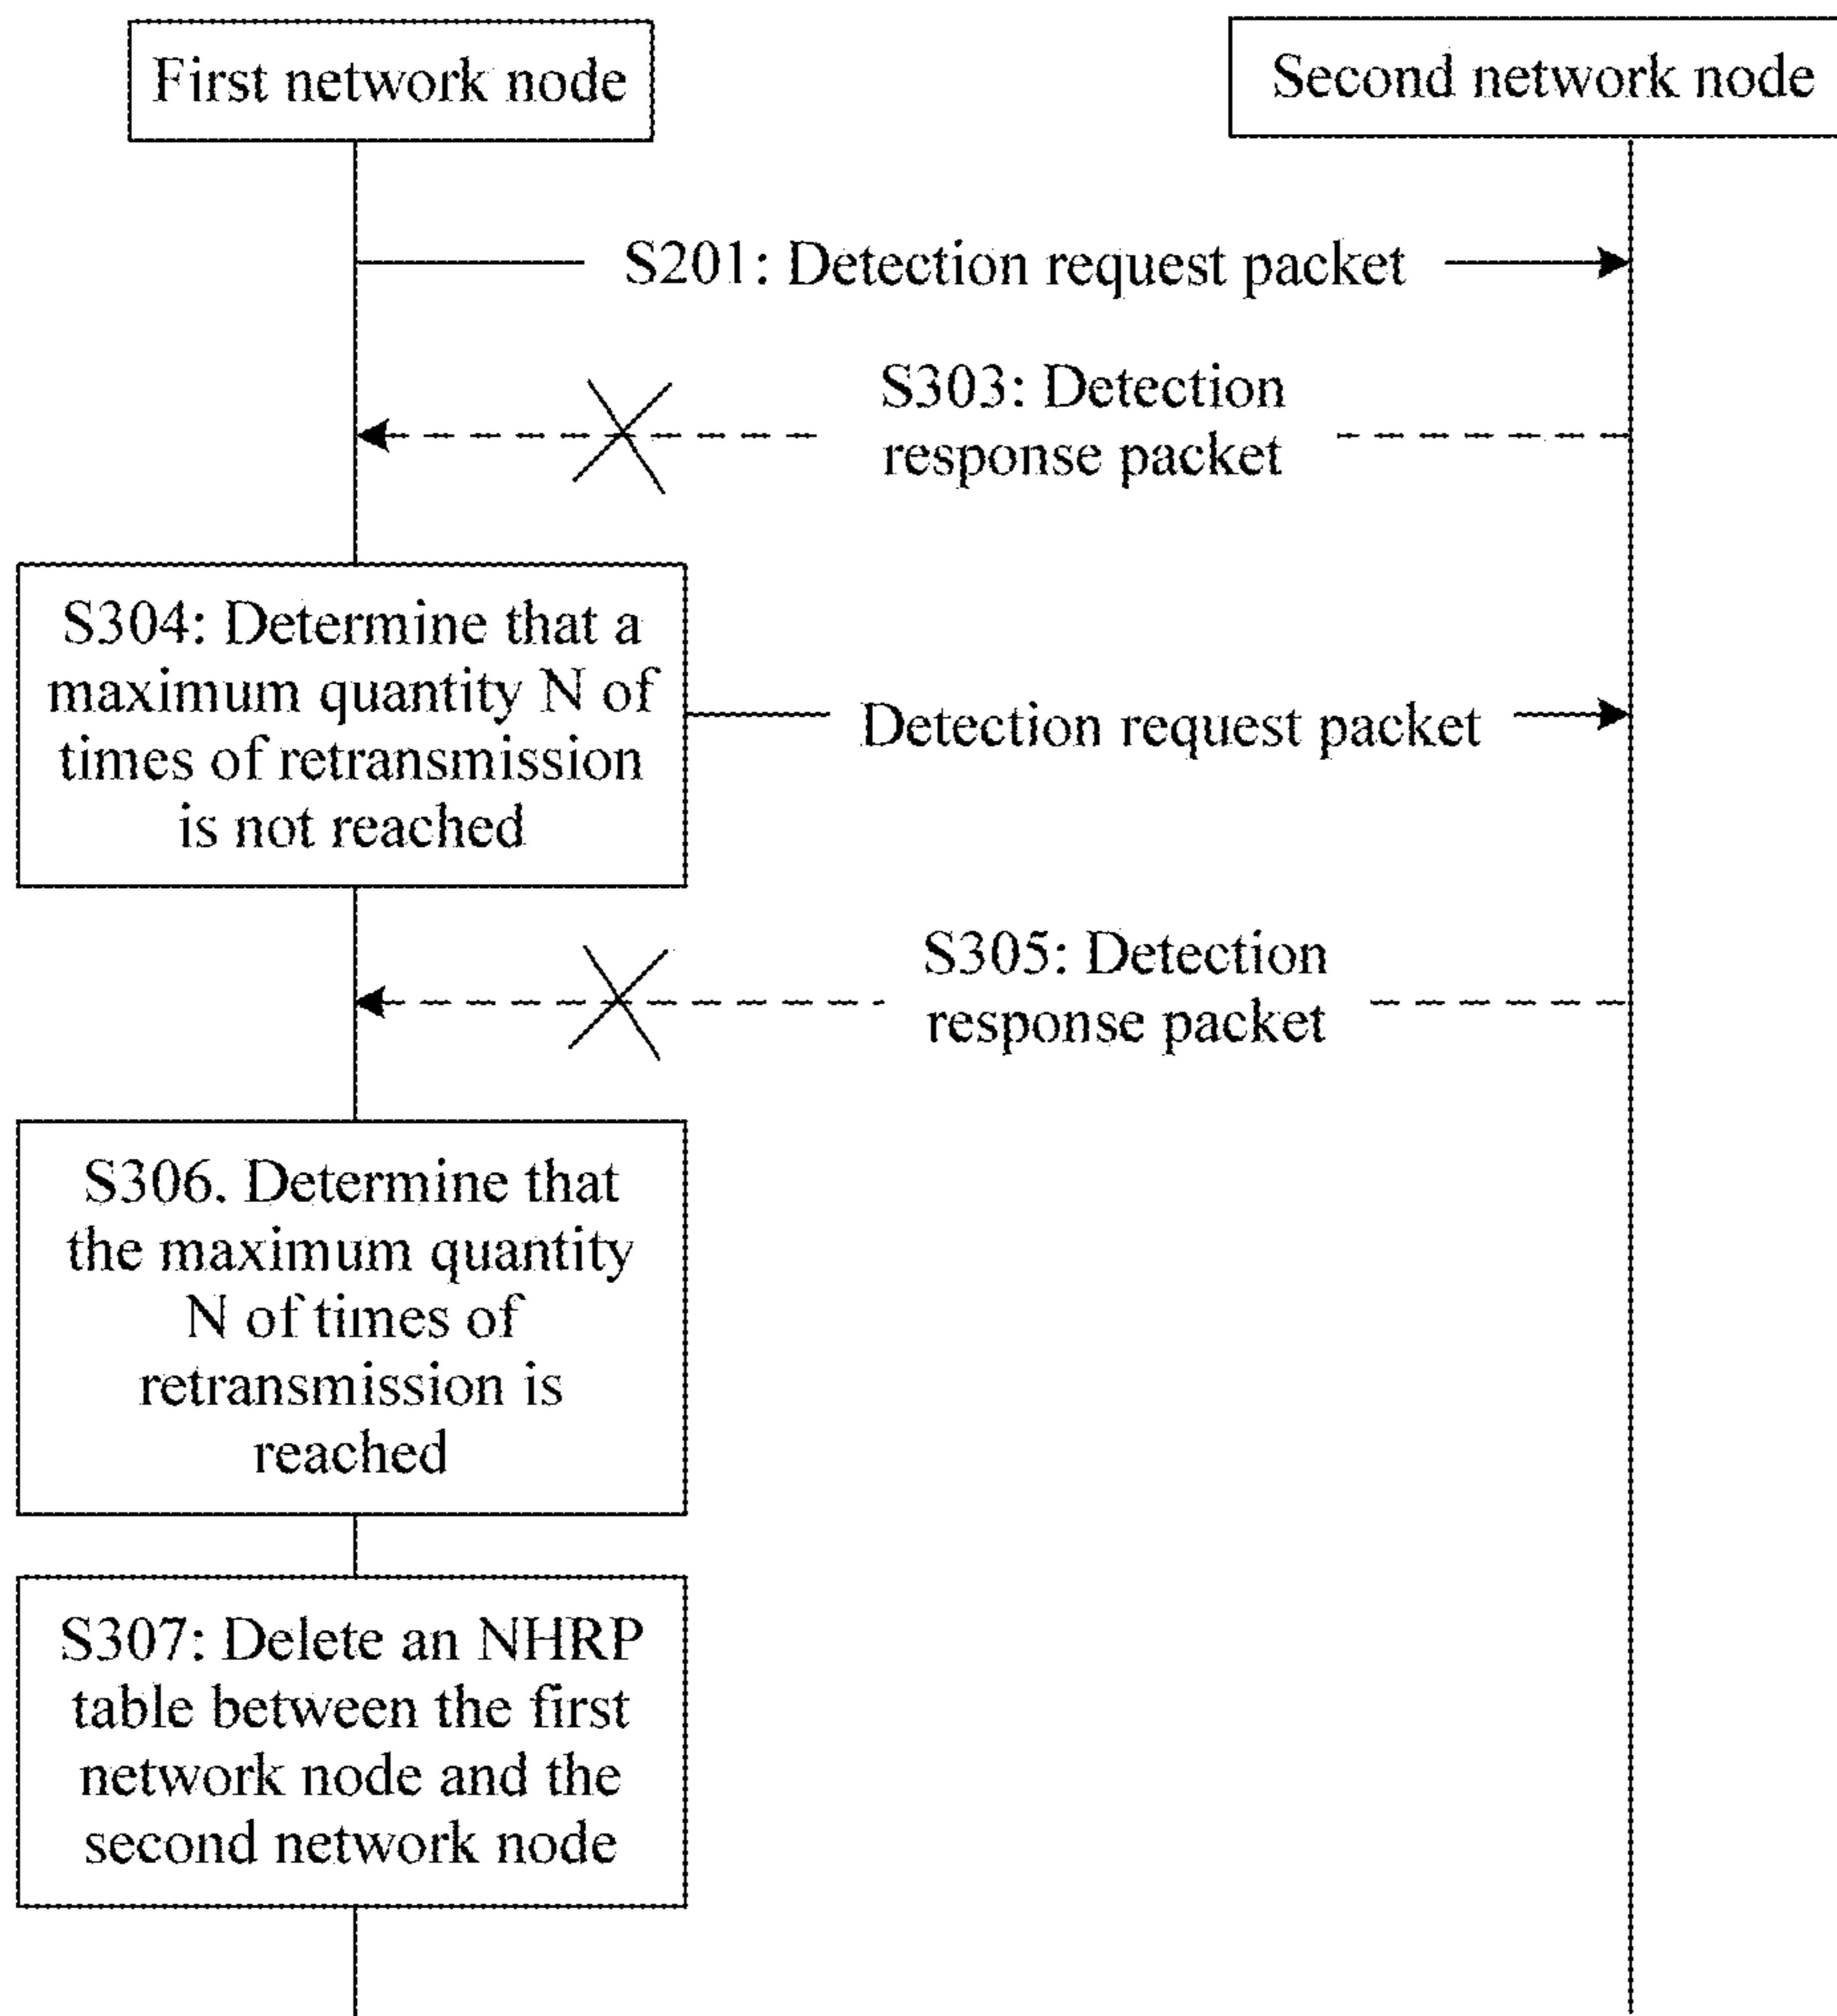 First network node
Second network node
S201: Detection request packet
S303: Detection
response packet
S304: Determine that a
maximum quantity N of
times of retransmission
is not reached
Detection request packet
S305: Detection
response packet
S306. Determine that
the maximum quantity
N of times of
retransmission is
reached
S307: Delete an NHRP
table between the first
network node and the
second network node